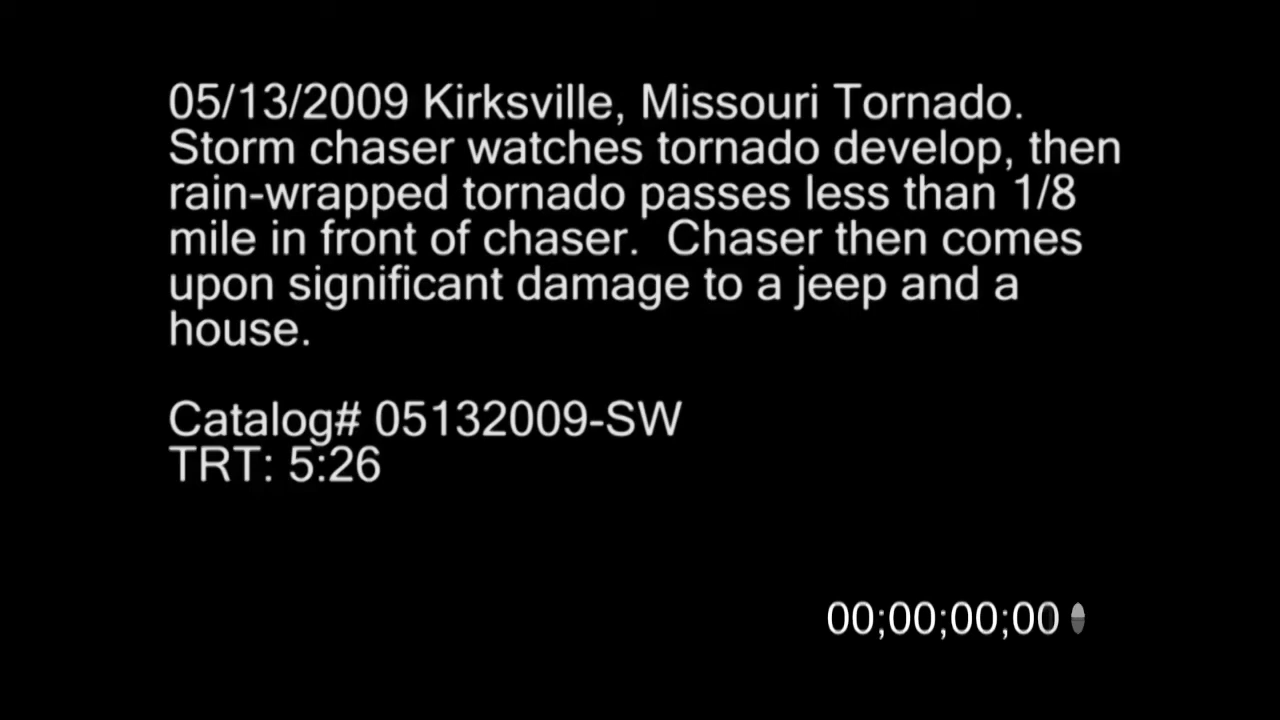 05/13/2009 Kirksville, Missouri Tornado.
Storm chaser watches tornado develop, then
rain-wrapped tornado passes less than 1/8
mile in front of chaser.  Chaser then comes
upon significant damage to a jeep and a
house.
Catalog# 05132009-SW
TRT: 5:26
00;00;00;00